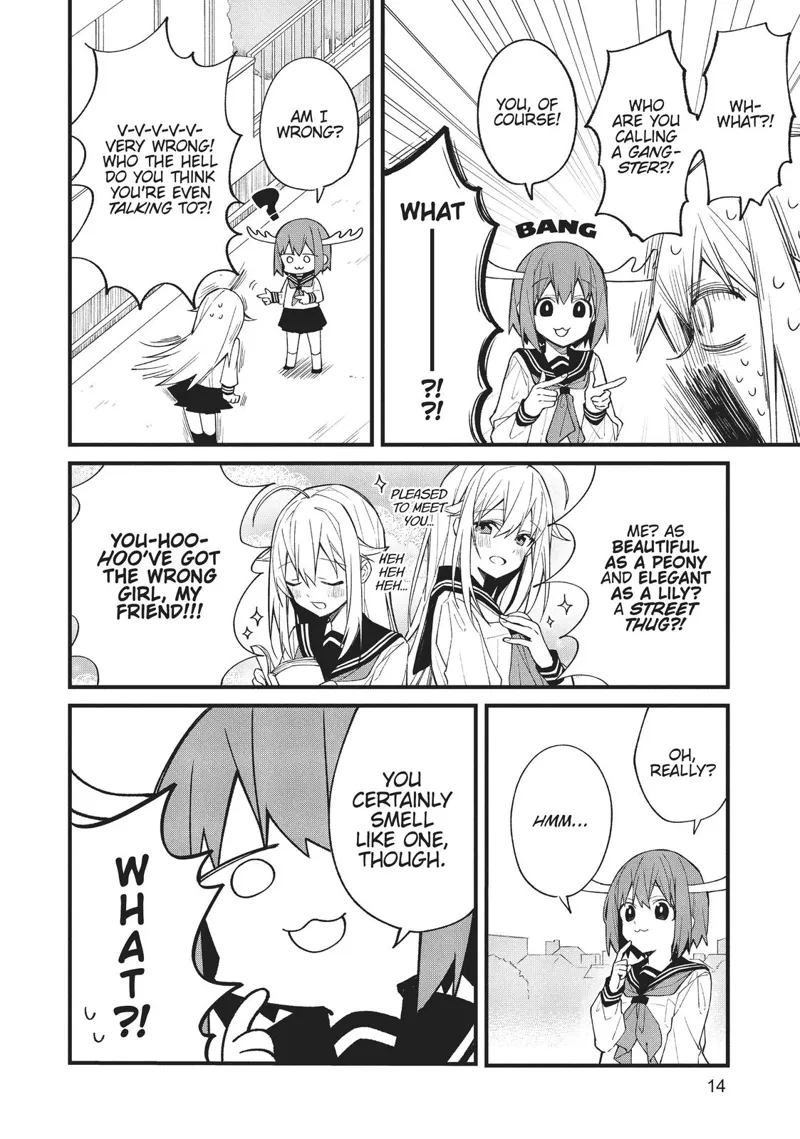 WH-
WHAT?!
WHO
ARE YOU
CALLING
A GANG-
STER?!
YOU, OF
COURSE!
BANG
WHAT
?!
?!
AM I
WRONG?
?
V-V-V-V-V-
VERY WRONG!
WHO THE HELL
DO YOU THINK
YOU'RE EVEN
TALKING TO?!
ME? AS
BEAUTIFUL
AS A PEONY
AND ELEGANT
AS A LILY?
A STREET
THUG?!
PLEASED
TO MEET
YOU...
HEH
HEH
HEH...
YOU-HOO-
HOO'VE GOT
THE WRONG
GIRL, MY
FRIEND!!!
OH,
REALLY?
HMM...
YOU
CERTAINLY
SMELL
LIKE ONE,
THOUGH.
WHAT?!
14